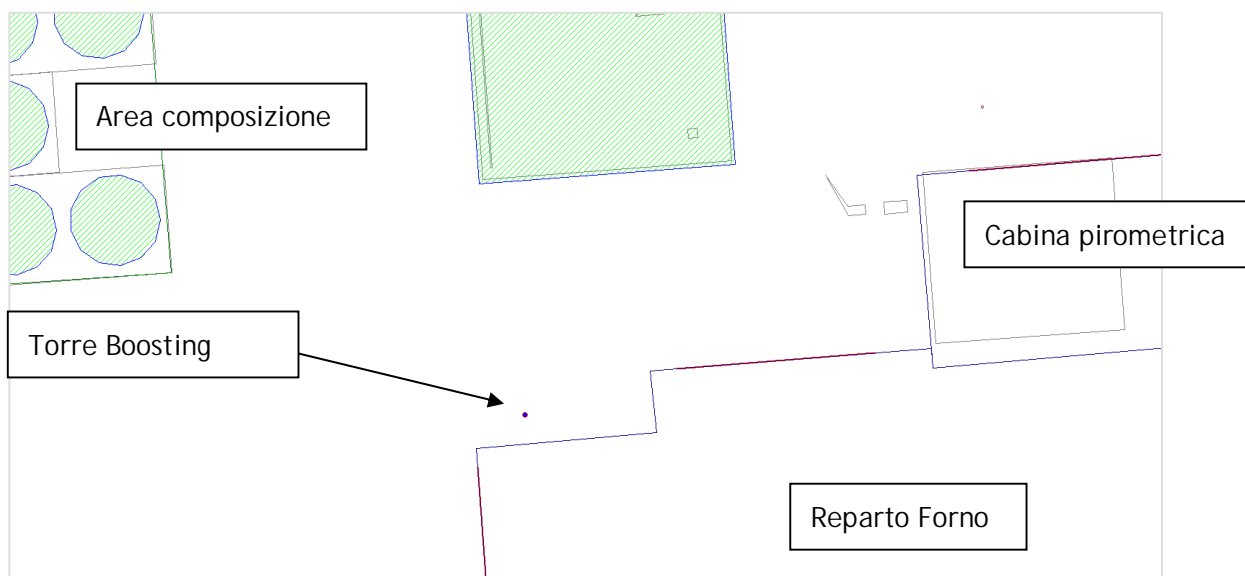 Area composizione
Cabina pirometrica
Torre Boosting
Reparto Forno